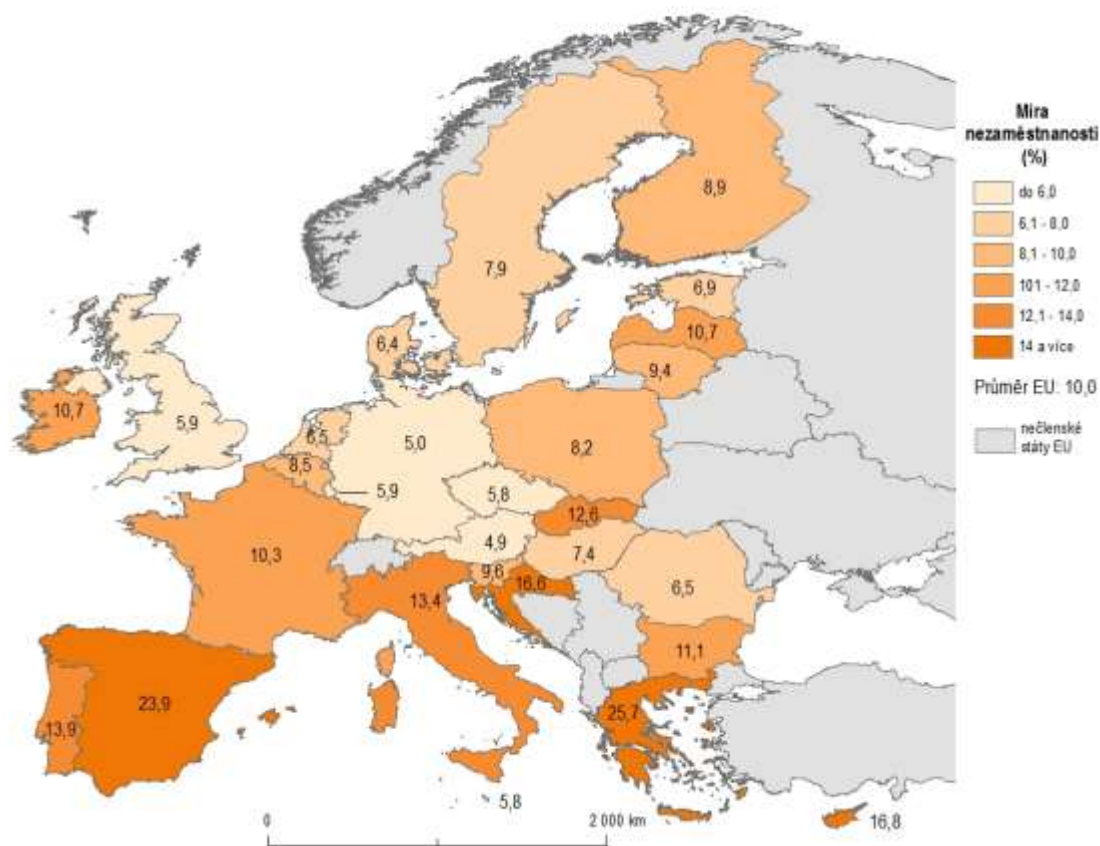 Míra
nezaměstnanosti
(%)
do 6,0
6,1 - 8,0
8,1 - 10,0
101 - 12,0
12,1 - 14,0
14 a více
Průměr EU: 10,0
nečlenské
státy EU
8,9
7,9
6,9
10,7
9,4
6,4
10,7
5,9
6,5
8,5
5,0
8,2
5,9
5,8
12,6
4,9
7,4
10,3
9,6
16,6
6,5
13,4
11,1
23,9
13,9
25,7
5,8
16,8
0
2 000 km